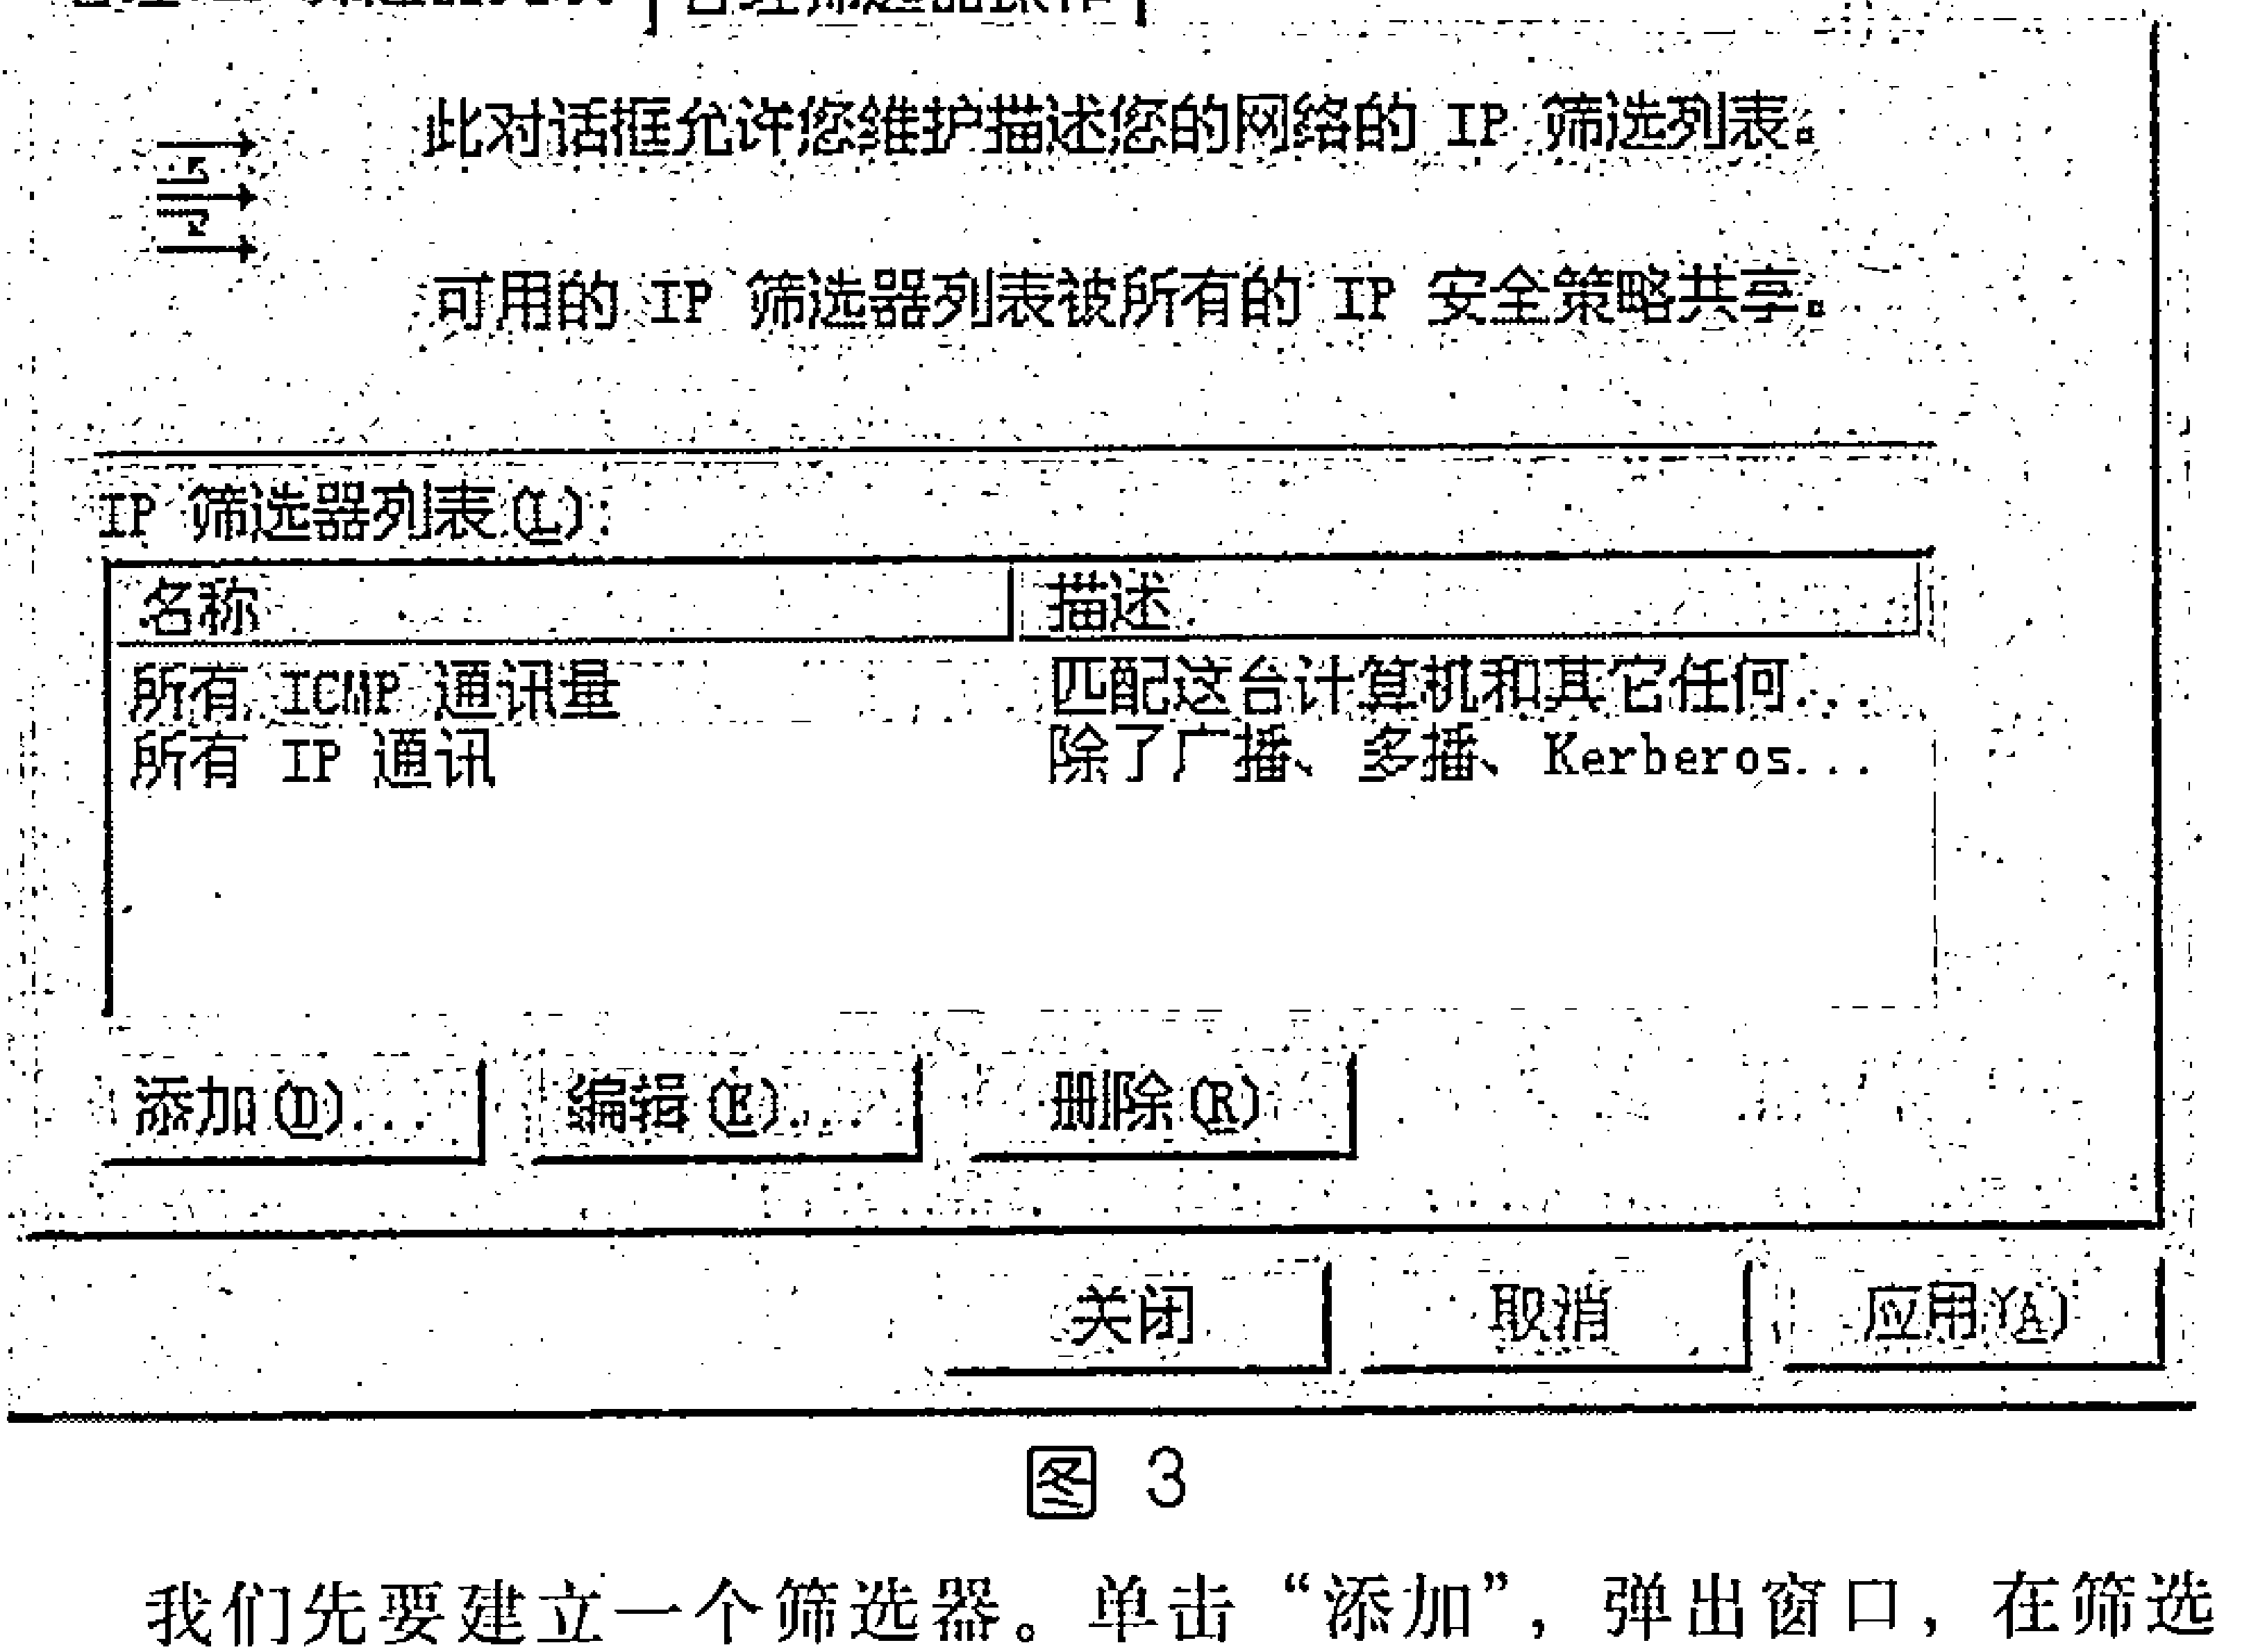 此对话框允许您维护描述您的网络的 IP 筛选列表。
可用的 IP 筛选器列表被所有的 IP 安全策略共享。
IP 筛选器列表(L):
名称 描述
所有 ICMP 通讯量 匹配这台计算机和其它任何...
所有 IP 通讯 除了广播、多播、Kerberos...
添加(D)... 编辑(E)... 删除(R)
关闭 取消 应用(A)
图 3
我们先要建立一个筛选器。单击“添加”，弹出窗口，在筛选